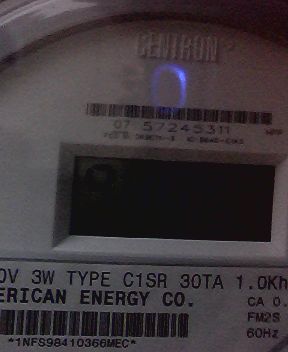 CENTRON
07 57245311
0V 3W TYPE C1SR 30TA 1.0Kh
ERICAN ENERGY CO. CA 0.
FM2S
60Hz
*1NFS98410366MEC*